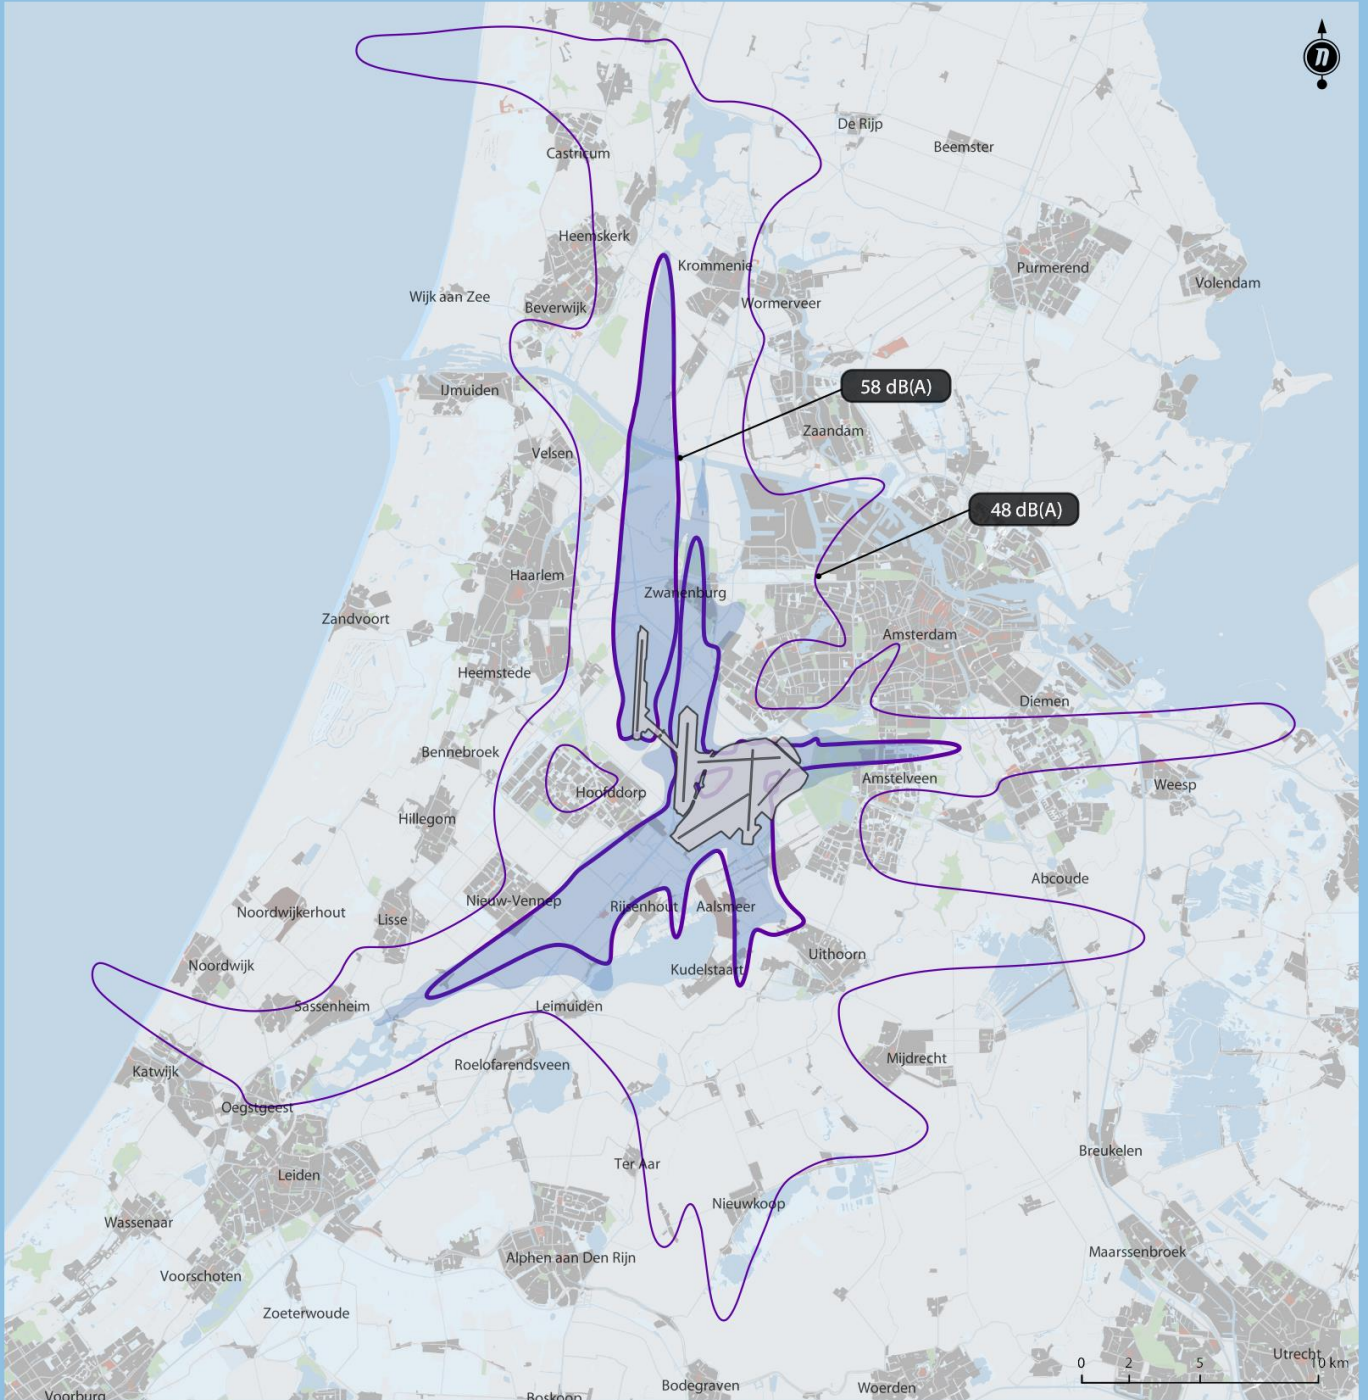 n
De Rijp
Beemster
Castricum
Heemskerk
Krommenie
Purmerend
Volendam
Wijk aan Zee
Beverwijk
Wormerveer
58 dB(A)
IJmuiden
Zaandam
Velsen
48 dB(A)
Haarlem
Zwanenburg
Zandvoort
Amsterdam
Heemstede
Diemen
Bennebroek
Hoofddorp
Amstelveen
Weesp
Hillegom
Abcoude
Nieuw-Vennep
Rijsenhout
Aalsmeer
Noordwijkerhout
Lisse
Uithoorn
Noordwijk
Kudelstaart
Sassenheim
Leimuiden
Mijdrecht
Katwijk
Roelofarendsveen
Oegstgeest
Breukelen
Leiden
Ter Aar
Nieuwkoop
Wassenaar
Alphen aan Den Rijn
Maarssenbroek
Voorschoten
Zoeterwoude
Utrecht
0 2 5 10 km
Bodegraven
Woerden
Voorburg
Boskoop